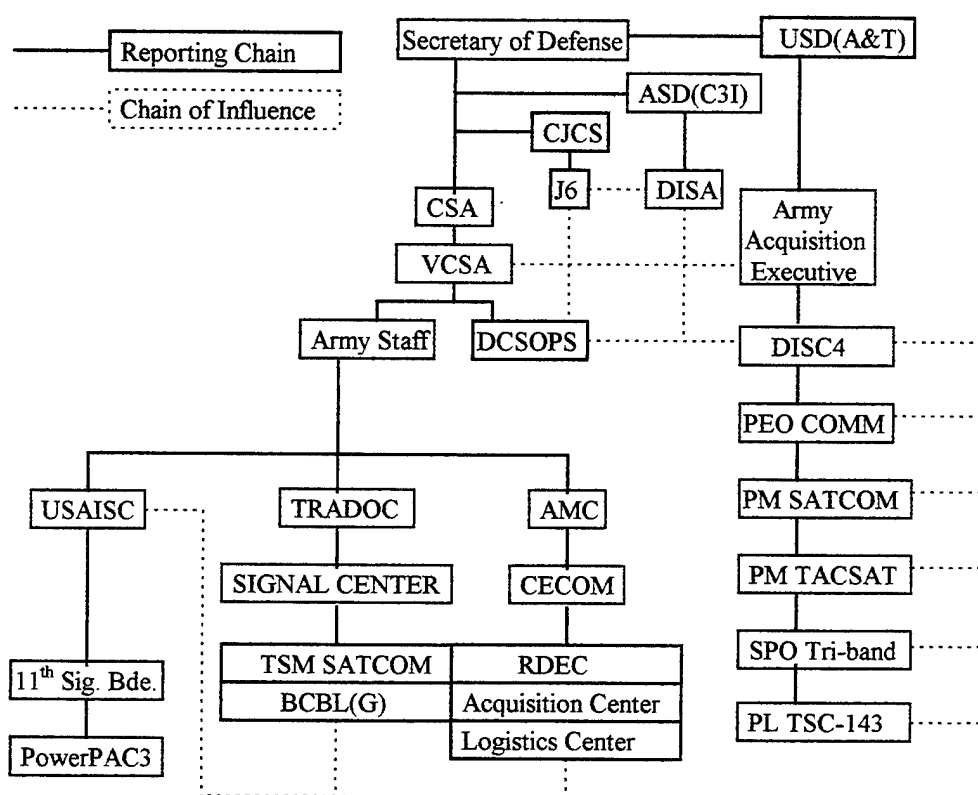 Reporting Chain
Chain of Influence
Secretary of Defense
USD(A&T)
ASD(C3I)
CJCS
J6
DISA
CSA
VCSA
Army
Acquisition
Executive
Army Staff
DCSOPS
DISC4
PEO COMM
USAISC
TRADOC
AMC
PM SATCOM
SIGNAL CENTER
CECOM
PM TACSAT
TSM SATCOM
RDEC
SPO Tri-band
11th Sig. Bde.
BCBL(G)
Acquisition Center
PL TSC-143
Logistics Center
PowerPAC3